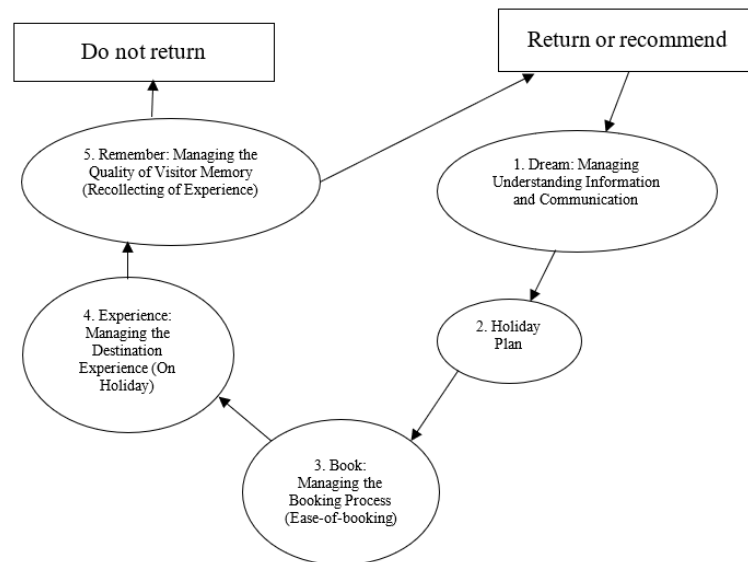 Do not return
Return or recommend
5. Remember: Managing the
Quality of Visitor Memory
(Recollecting of Experience)
1. Dream: Managing
Understanding Information
and Communication
4. Experience:
Managing the
Destination
Experience (On
Holiday)
2. Holiday
Plan
3. Book:
Managing the
Booking Process
(Ease-of-booking)